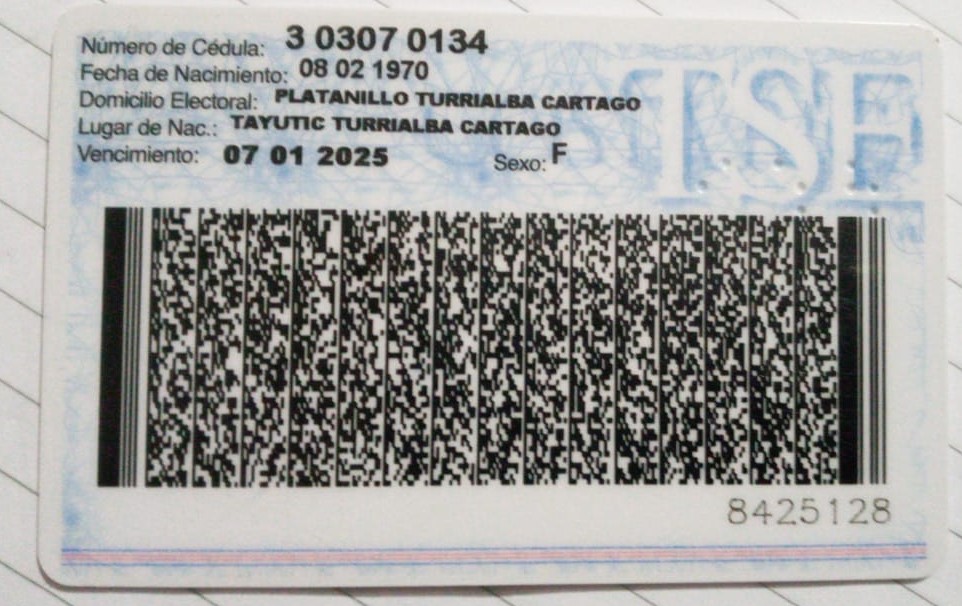 Número de Cédula: 3 0307 0134
Fecha de Nacimiento: 08 02 1970
Domicilio Electoral: PLATANILLO TURRIALBA CARTAGO
Lugar de Nac.: TAYUTIC TURRIALBA CARTAGO
Vencimiento: 07 01 2025 Sexo: F
TSE
8425128